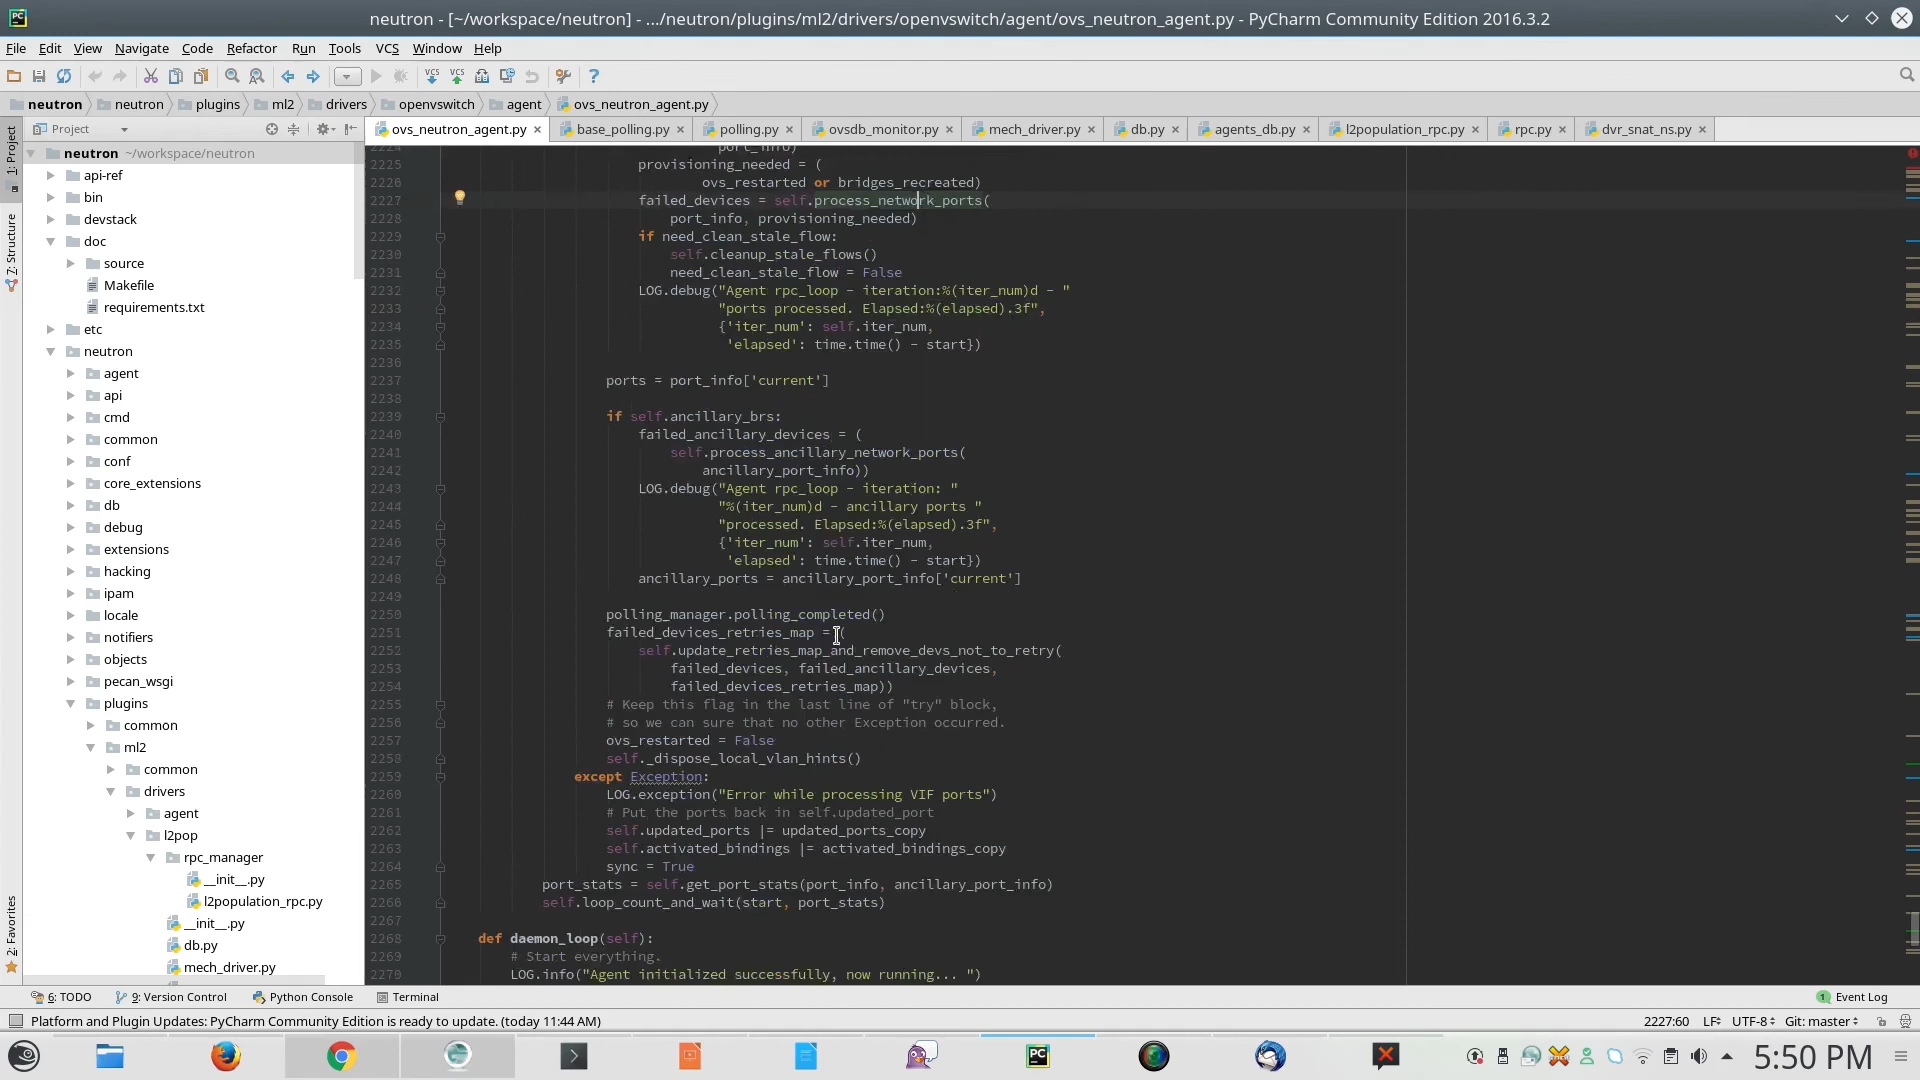 neutron - [~/workspace/neutron] - .../neutron/plugins/ml2/drivers/openvswitch/agent/ovs_neutron_agent.py - PyCharm Community Edition 2016.3.2
File Edit View Navigate Code Refactor Run Tools VCS Window Help
neutron neutron plugins ml2 drivers openvswitch agent ovs_neutron_agent.py
Project
ovs_neutron_agent.py base_polling.py polling.py ovsdb_monitor.py mech_driver.py db.py agents_db.py l2population_rpc.py rpc.py dvr_snat_ns.py
1: Project
7: Structure
2: Favorites
neutron ~/workspace/neutron
api-ref
bin
devstack
doc
source
Makefile
requirements.txt
etc
neutron
agent
api
cmd
common
conf
core_extensions
db
debug
extensions
hacking
ipam
locale
notifiers
objects
pecan_wsgi
plugins
common
ml2
common
drivers
agent
l2pop
rpc_manager
__init__.py
l2population_rpc.py
__init__.py
db.py
mech_driver.py
2224 port_info)
2225 provisioning_needed = (
2226 ovs_restarted or bridges_recreated)
2227 failed_devices = self.process_network_ports(
2228 port_info, provisioning_needed)
2229 if need_clean_stale_flow:
2230 self.cleanup_stale_flows()
2231 need_clean_stale_flow = False
2232 LOG.debug("Agent rpc_loop - iteration:%(iter_num)d - "
2233 "ports processed. Elapsed:%(elapsed).3f",
2234 {'iter_num': self.iter_num,
2235 'elapsed': time.time() - start})
2236
2237 ports = port_info['current']
2238
2239 if self.ancillary_brs:
2240 failed_ancillary_devices = (
2241 self.process_ancillary_network_ports(
2242 ancillary_port_info))
2243 LOG.debug("Agent rpc_loop - iteration: "
2244 "%(iter_num)d - ancillary ports "
2245 "processed. Elapsed:%(elapsed).3f",
2246 {'iter_num': self.iter_num,
2247 'elapsed': time.time() - start})
2248 ancillary_ports = ancillary_port_info['current']
2249
2250 polling_manager.polling_completed()
2251 failed_devices_retries_map = (
2252 self.update_retries_map_and_remove_devs_not_to_retry(
2253 failed_devices, failed_ancillary_devices,
2254 failed_devices_retries_map))
2255 # Keep this flag in the last line of "try" block,
2256 # so we can sure that no other Exception occurred.
2257 ovs_restarted = False
2258 self._dispose_local_vlan_hints()
2259 except Exception:
2260 LOG.exception("Error while processing VIF ports")
2261 # Put the ports back in self.updated_port
2262 self.updated_ports |= updated_ports_copy
2263 self.activated_bindings |= activated_bindings_copy
2264 sync = True
2265 port_stats = self.get_port_stats(port_info, ancillary_port_info)
2266 self.loop_count_and_wait(start, port_stats)
2267
2268 def daemon_loop(self):
2269 # Start everything.
2270 LOG.info("Agent initialized successfully, now running... ")
6: TODO 9: Version Control Python Console Terminal 1 Event Log
Platform and Plugin Updates: PyCharm Community Edition is ready to update. (today 11:44 AM) 2227:60 LF UTF-8 Git: master
5:50 PM